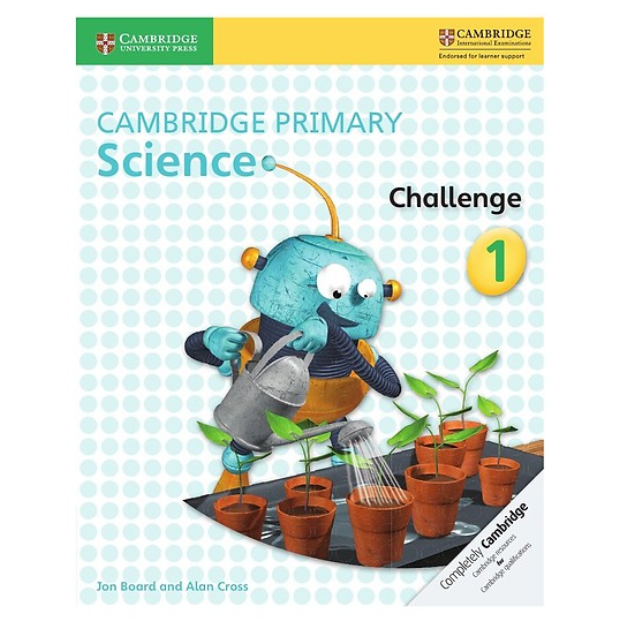 CAMBRIDGE
UNIVERSITY PRESS
CAMBRIDGE
International Examinations
Endorsed for learner support
CAMBRIDGE PRIMARY
Science
Challenge
1
Completely Cambridge
Cambridge resources
for
Cambridge qualifications
Jon Board and Alan Cross